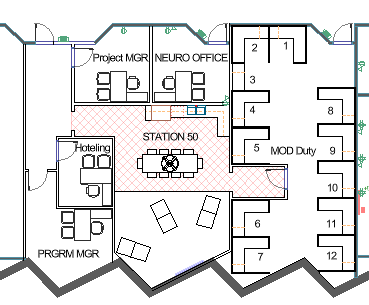 2 1
Project MGR NEURO OFFICE
3
4 8
STATION 50
5 MOD Duty 9
Hoteling
10
6 11
PRGRM MGR 7 12